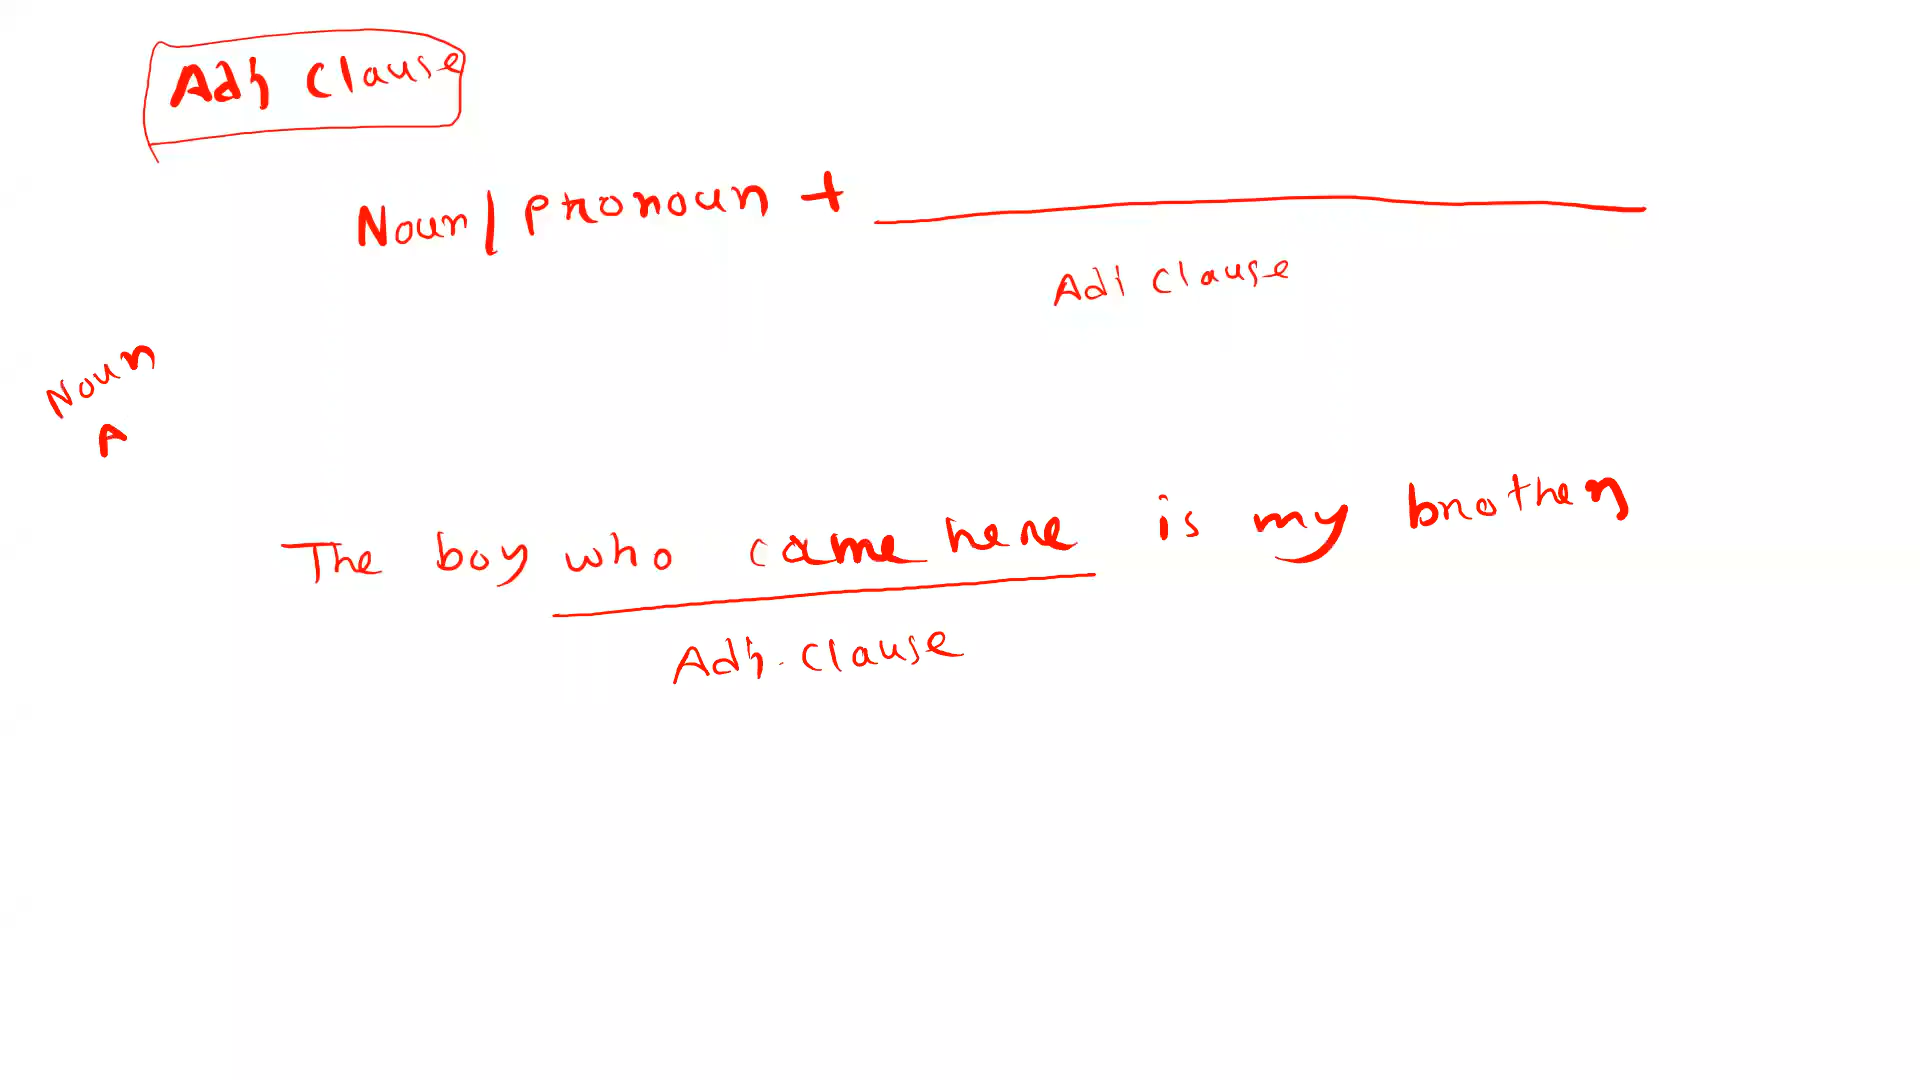 Adj Clause
Noun/pronoun +
Adj Clause
Noun
A
The boy who came here is my brother
Adj. Clause